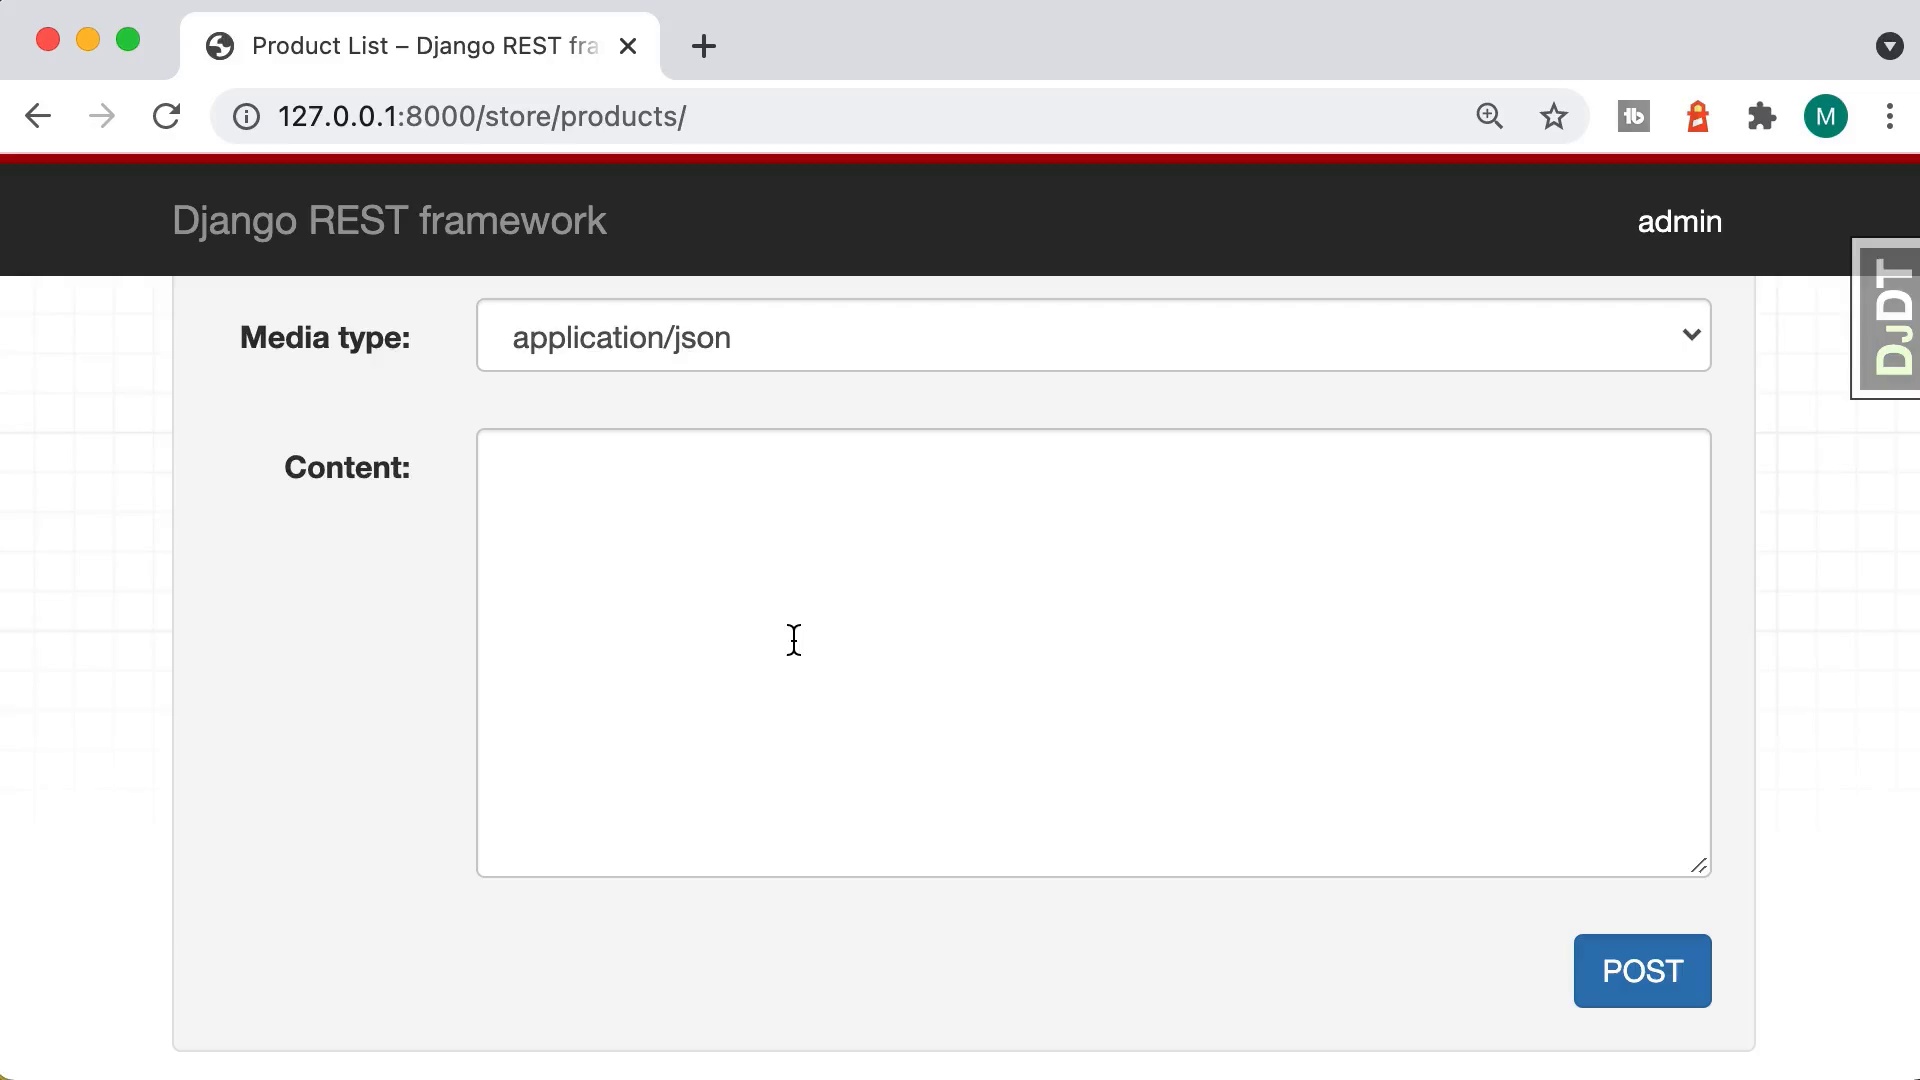 Product List – Django REST fra
127.0.0.1:8000/store/products/
tb
M
Django REST framework
admin
DJDT
Media type:
application/json
Content:
POST